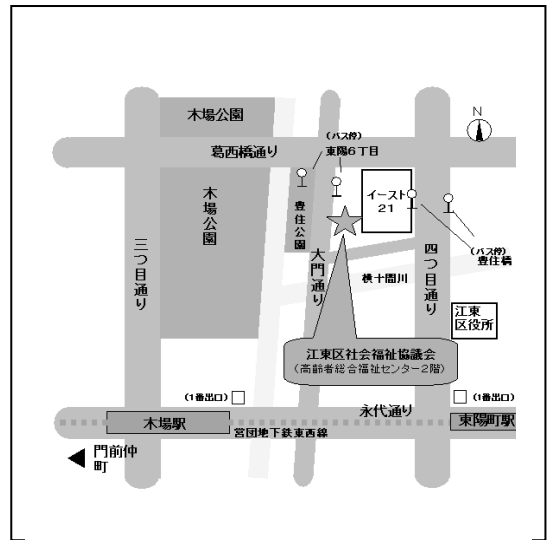 木場公園
N
葛西橋通り
(バス停)
東陽6丁目
木場公園
豊住公園
イースト
21
三つ目通り
大門通り
四つ目通り
(バス停)
豊住橋
横十間川
江東
区役所
江東区社会福祉協議会
(高齢者総合福祉センター2階)
(1番出口)
(1番出口)
永代通り
木場駅
東陽町駅
営団地下鉄東西線
門前仲
町